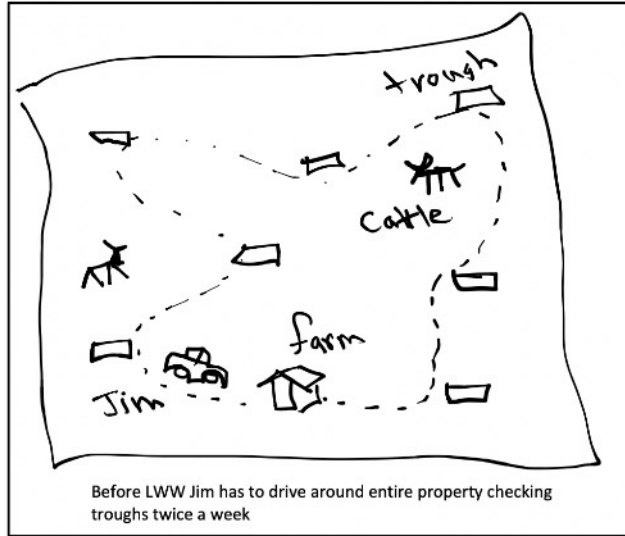 trough
Cattle
farm
Jim
Before LWW Jim has to drive around entire property checking
troughs twice a week